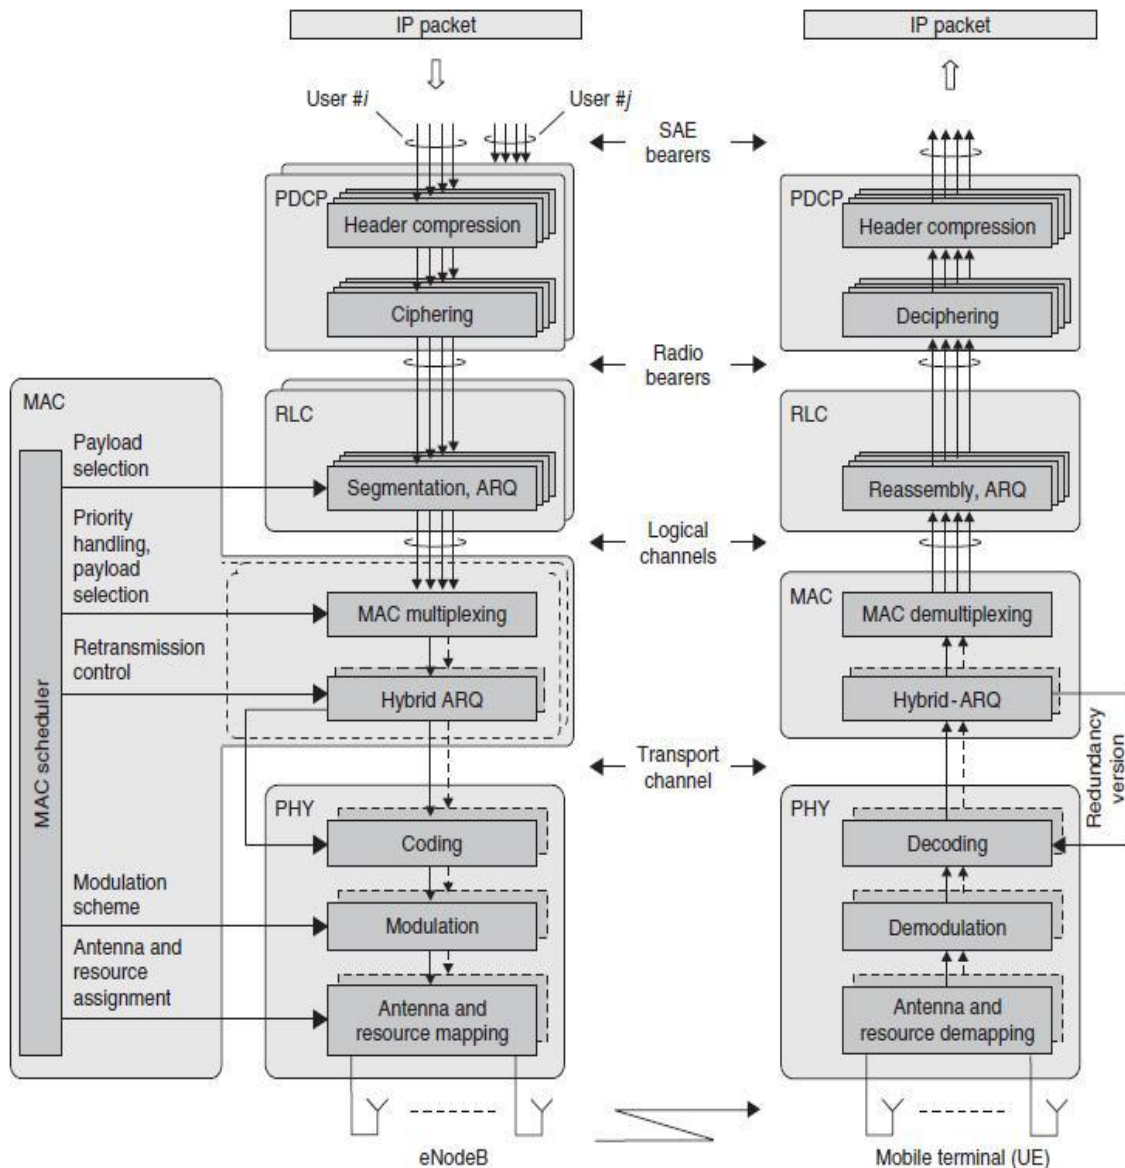 IP packet
IP packet
User #i
User #j
SAE
bearers
PDCP
Header compression
Ciphering
PDCP
Header compression
Deciphering
Radio
bearers
MAC
MAC scheduler
Payload
selection
Priority
handling,
payload
selection
Retransmission
control
Modulation
scheme
Antenna and
resource
assignment
RLC
Segmentation, ARQ
RLC
Reassembly, ARQ
Logical
channels
MAC multiplexing
Hybrid ARQ
MAC
MAC demultiplexing
Hybrid-ARQ
Redundancy
version
Transport
channel
PHY
Coding
Modulation
Antenna and
resource mapping
PHY
Decoding
Demodulation
Antenna and
resource demapping
eNodeB
Mobile terminal (UE)